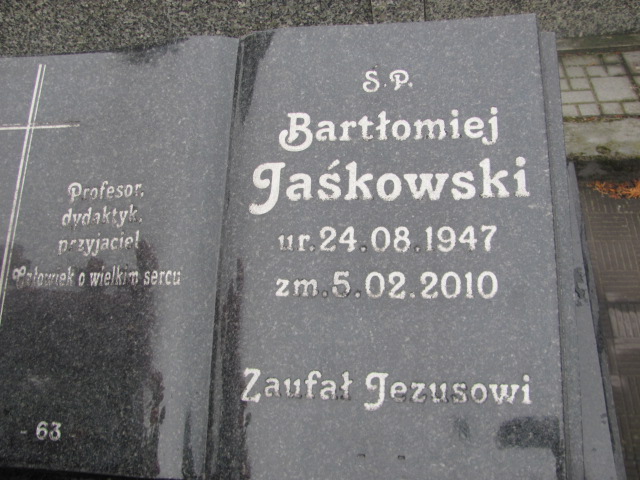 Profesor,
dydaktyk,
przyjaciel
Człowiek o wielkim sercu
- 63 -
Ś.P.
Bartłomiej
Jaśkowski
ur.24.08.1947
zm.5.02.2010
Zaufał Jezusowi